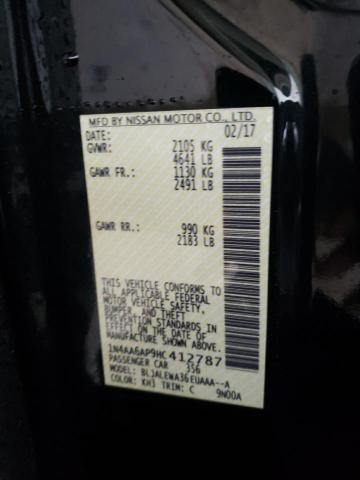 MFD BY NISSAN MOTOR CO., LTD.
DATE: 02/17
GVWR: 2105 KG
4641 LB
GAWR FR.: 1130 KG
2491 LB
GAWR RR.: 990 KG
2183 LB
THIS VEHICLE CONFORMS TO
ALL APPLICABLE FEDERAL
MOTOR VEHICLE SAFETY,
BUMPER, AND THEFT
PREVENTION STANDARDS IN
EFFECT ON THE DATE OF
MANUFACTURE SHOWN ABOVE.
1N4AA6AP9HC412787
PASSENGER CAR 356
MODEL: BLJALEWA36EUAAA--A
COLOR: KH3 TRIM: C 9N00A